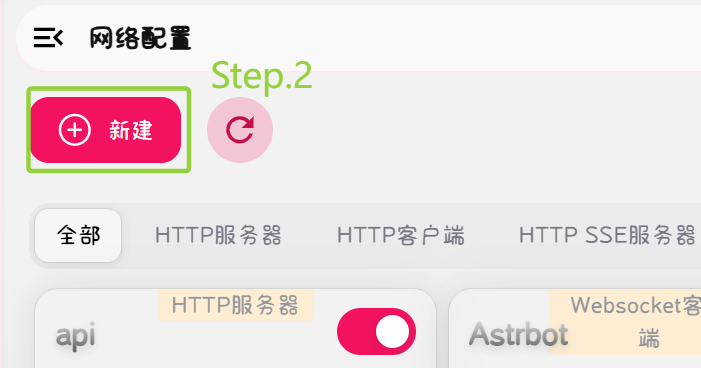 网络配置
Step.2
新建
全部 HTTP服务器 HTTP客户端 HTTP SSE服务器
HTTP服务器
api
Websocket客
端
Astrbot